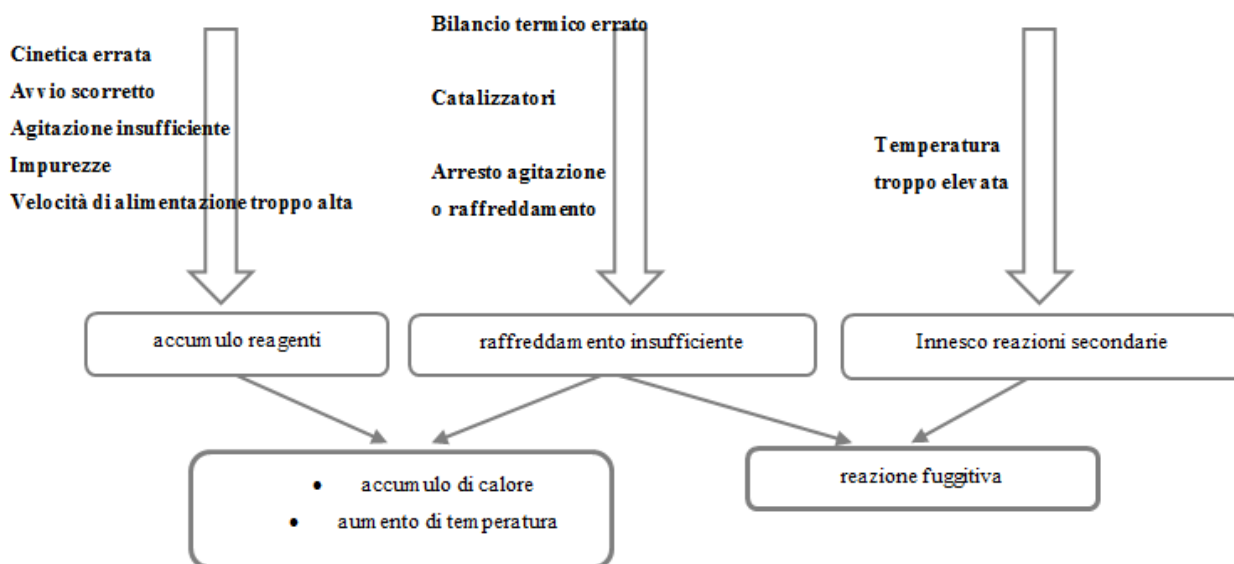 Cinetica errata
Avvio scorretto
Agitazione insufficiente
Impurezze
Velocità di alimentazione troppo alta
Bilancio termico errato
Catalizzatori
Arresto agitazione
o raffreddamento
Temperatura
troppo elevata
accumulo reagenti
raffreddamento insufficiente
Innesco reazioni secondarie
• accumulo di calore
• aumento di temperatura
reazione fuggitiva